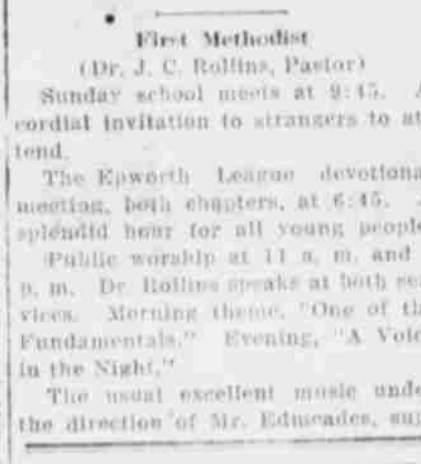 First Methodist
(Dr. J. C. Rollins, Pastor)
Sunday school meets at 9:45. A
cordial invitation to strangers to at
tend.
The Epworth League devotiona
meeting, both chapters, at 6:45. A
splendid hour for all young people
Public worship at 11 a. m. and
p. m. Dr. Rollins speaks at both ser
vices. Morning theme, "One of th
Fundamentals." Evening, "A Voic
in the Night."
The usual excellent music unde
the direction of Mr. Edmeades, sup